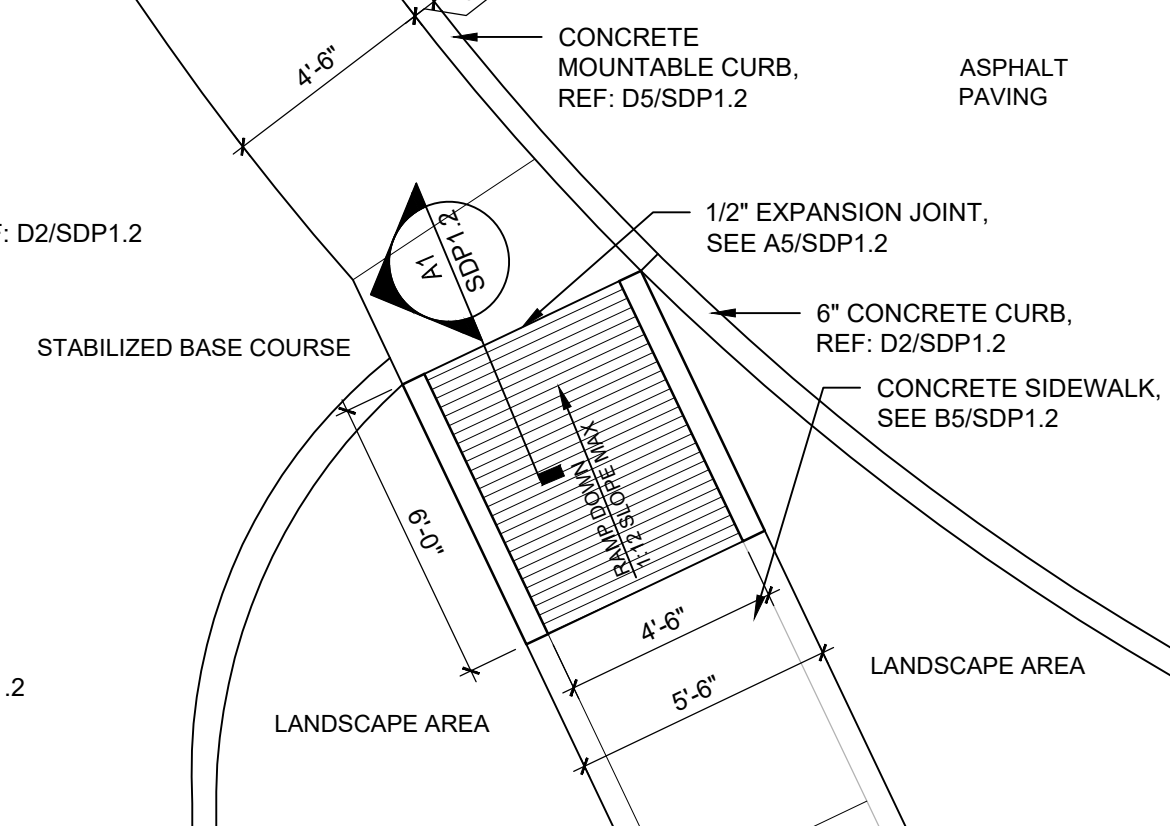 4'-6"
CONCRETE
MOUNTABLE CURB,
REF: D5/SDP1.2
ASPHALT
PAVING
: D2/SDP1.2
A1
SDP1.2
1/2" EXPANSION JOINT,
SEE A5/SDP1.2
6" CONCRETE CURB,
REF: D2/SDP1.2
STABILIZED BASE COURSE
CONCRETE SIDEWALK,
SEE B5/SDP1.2
RAMP DOWN
1:12 SLOPE MAX
6'-0"
4'-6"
5'-6"
LANDSCAPE AREA
.2
LANDSCAPE AREA